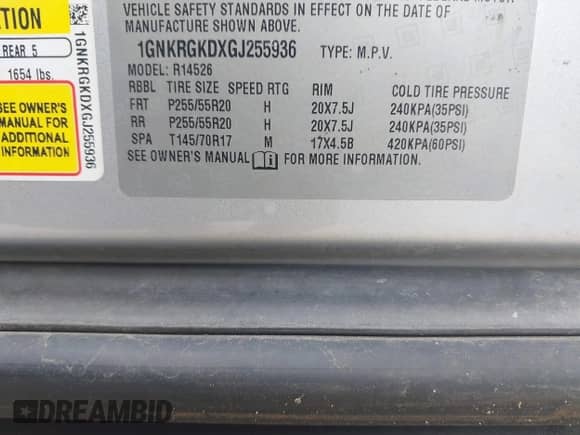 TION
REAR 5
1654 lbs.
SEE OWNER'S
MANUAL FOR
ADDITIONAL
INFORMATION
1GNKRGKDXGJ255936
VEHICLE SAFETY STANDARDS IN EFFECT ON THE DATE OF
MANUFACTURE SHOWN ABOVE.
1GNKRGKDXGJ255936 TYPE: M.P.V.
MODEL: R14526
RBBL TIRE SIZE SPEED RTG RIM COLD TIRE PRESSURE
FRT P255/55R20 H 20X7.5J 240KPA(35PSI)
RR P255/55R20 H 20X7.5J 240KPA(35PSI)
SPA T145/70R17 M 17X4.5B 420KPA(60PSI)
SEE OWNER'S MANUAL FOR MORE INFORMATION.
DREAMBID